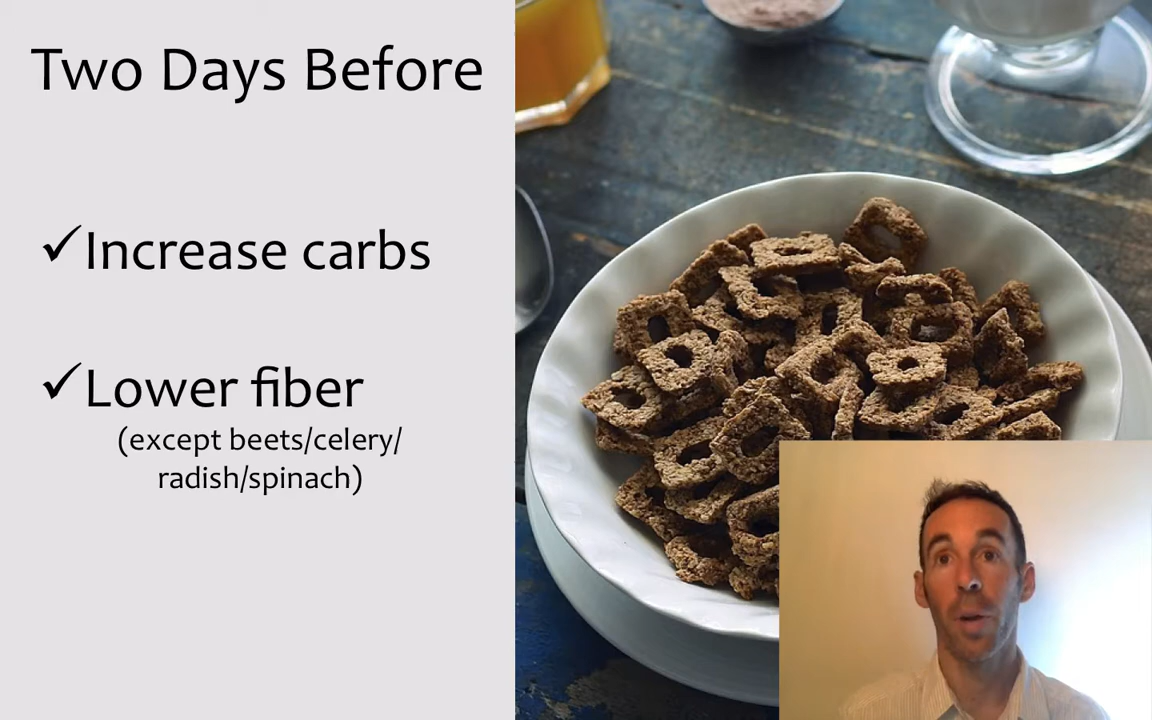 Two Days Before
✓Increase carbs
✓Lower fiber
(except beets/celery/
radish/spinach)